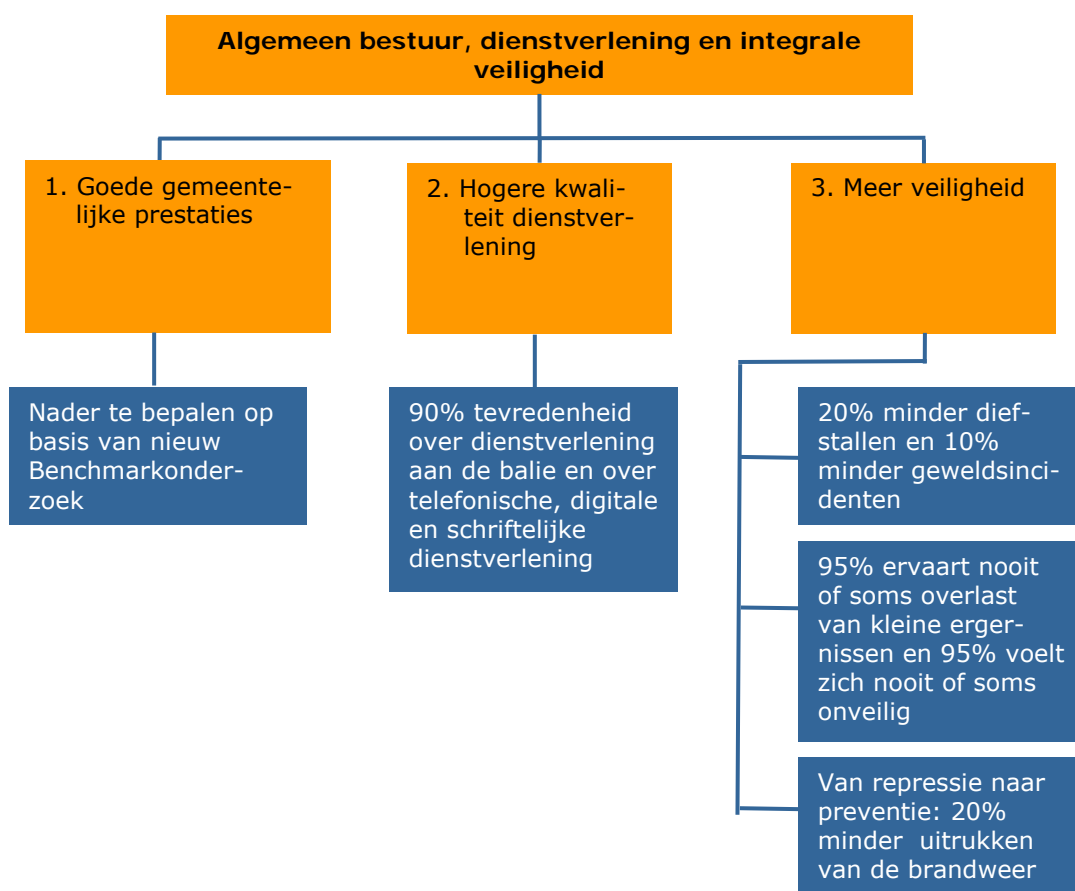 Algemeen bestuur, dienstverlening en integrale
veiligheid
1. Goede gemeente-
lijke prestaties
2. Hogere kwali-
teit dienstver-
lening
3. Meer veiligheid
Nader te bepalen op
basis van nieuw
Benchmarkonder-
zoek
90% tevredenheid
over dienstverlening
aan de balie en over
telefonische, digitale
en schriftelijke
dienstverlening
20% minder dief-
stallen en 10%
minder geweldsinci-
denten
95% ervaart nooit
of soms overlast
van kleine erger-
nissen en 95% voelt
zich nooit of soms
onveilig
Van repressie naar
preventie: 20%
minder  uitrukken
van de brandweer